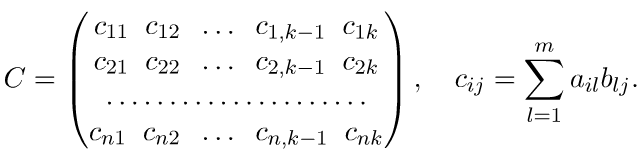 C = \begin{pmatrix} c_{11} & c_{12} & \dots & c_{1,k-1} & c_{1k} \\ c_{21} & c_{22} & \dots & c_{2,k-1} & c_{2k} \\ \hdotsfor{5} \\ c_{n1} & c_{n2} & \dots & c_{n,k-1} & c_{nk} \end{pmatrix}, \quad c_{ij} = \sum_{l=1}^{m} a_{il} b_{lj}.